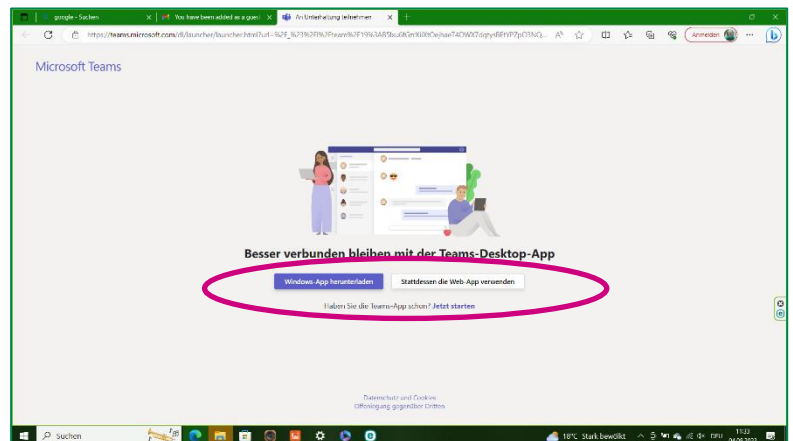 google - Suchen
You have been added as a gues
An Unterhaltung teilnehmen
Anmelden
Microsoft Teams
Besser verbunden bleiben mit der Teams-Desktop-App
Windows-App herunterladen
Stattdessen die Web-App verwenden
Haben Sie die Teams-App schon? Jetzt starten
Datenschutz und Cookies
Offenlegung gegenüber Dritten
Suchen
18°C Stark bewölkt
DEU
11:33